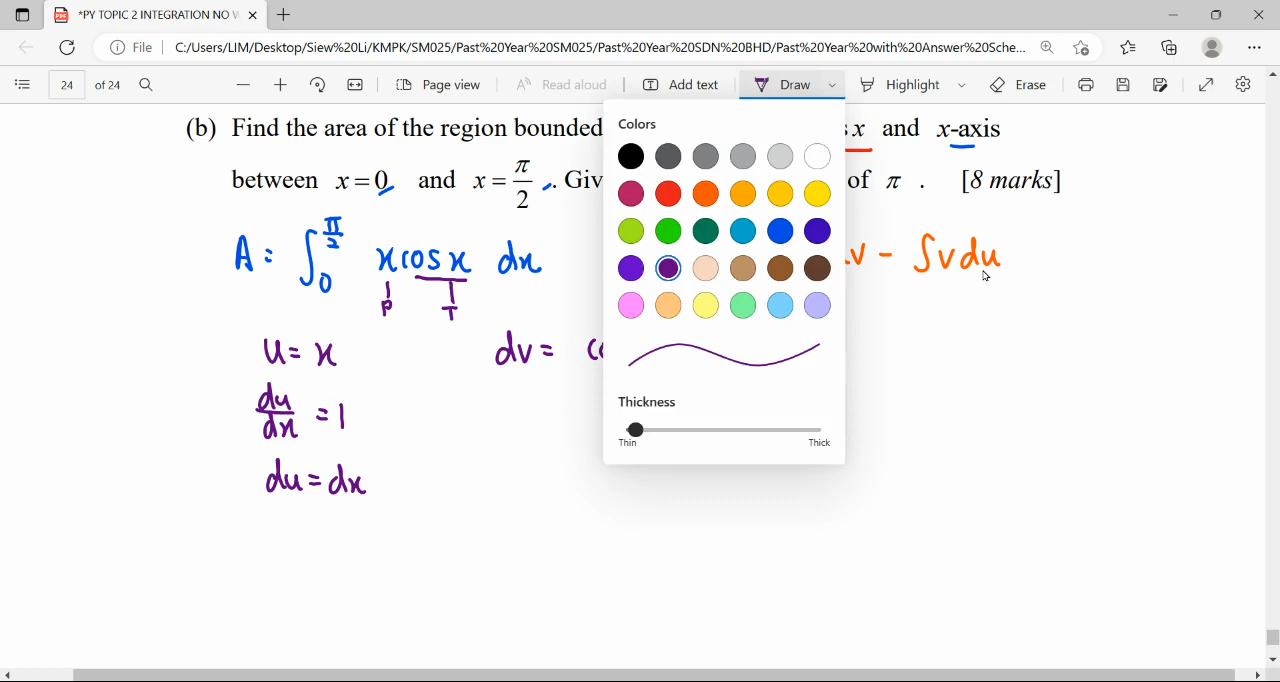 *PY TOPIC 2 INTEGRATION NO W
File C:/Users/LIM/Desktop/Siew%20Li/KMPK/SM025/Past%20Year%20SM025/Past%20Year%20SDN%20BHD/Past%20Year%20with%20Answer%20Sche...
24 of 24 Page view Read aloud Add text Draw Highlight Erase
Colors
Thickness
Thin Thick
(b) Find the area of the region bounded s x and x-axis
between x = 0 and x = π/2 . Giv of π . [8 marks]
A = ∫₀^(π/2) x cos x dx
P T
v - ∫v du
u = x dv =
du/dx = 1
du = dx